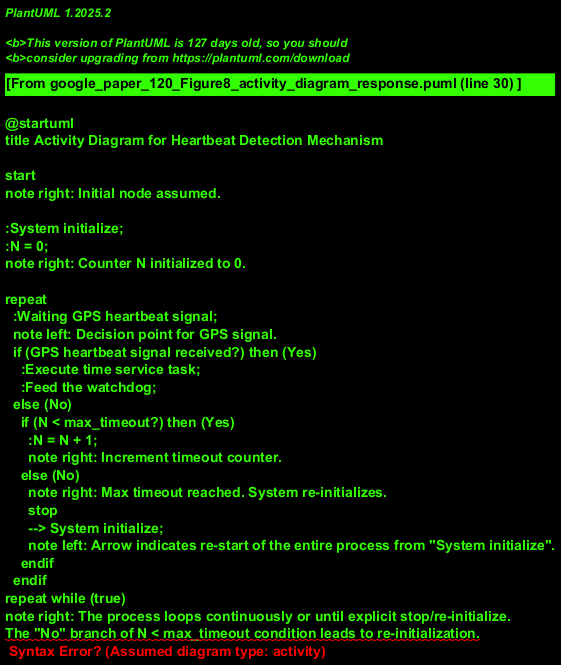 PlantUML 1.2025.2
<b>This version of PlantUML is 127 days old, so you should
<b>consider upgrading from https://plantuml.com/download
[From google_paper_120_Figure8_activity_diagram_response.puml (line 30) ]
@startuml
title Activity Diagram for Heartbeat Detection Mechanism
start
note right: Initial node assumed.
:System initialize;
:N = 0;
note right: Counter N initialized to 0.
repeat
:Waiting GPS heartbeat signal;
note left: Decision point for GPS signal.
if (GPS heartbeat signal received?) then (Yes)
:Execute time service task;
:Feed the watchdog;
else (No)
if (N < max_timeout?) then (Yes)
:N = N + 1;
note right: Increment timeout counter.
else (No)
note right: Max timeout reached. System re-initializes.
stop
--> System initialize;
note left: Arrow indicates re-start of the entire process from "System initialize".
endif
endif
repeat while (true)
note right: The process loops continuously or until explicit stop/re-initialize.
The "No" branch of N < max_timeout condition leads to re-initialization.
Syntax Error? (Assumed diagram type: activity)